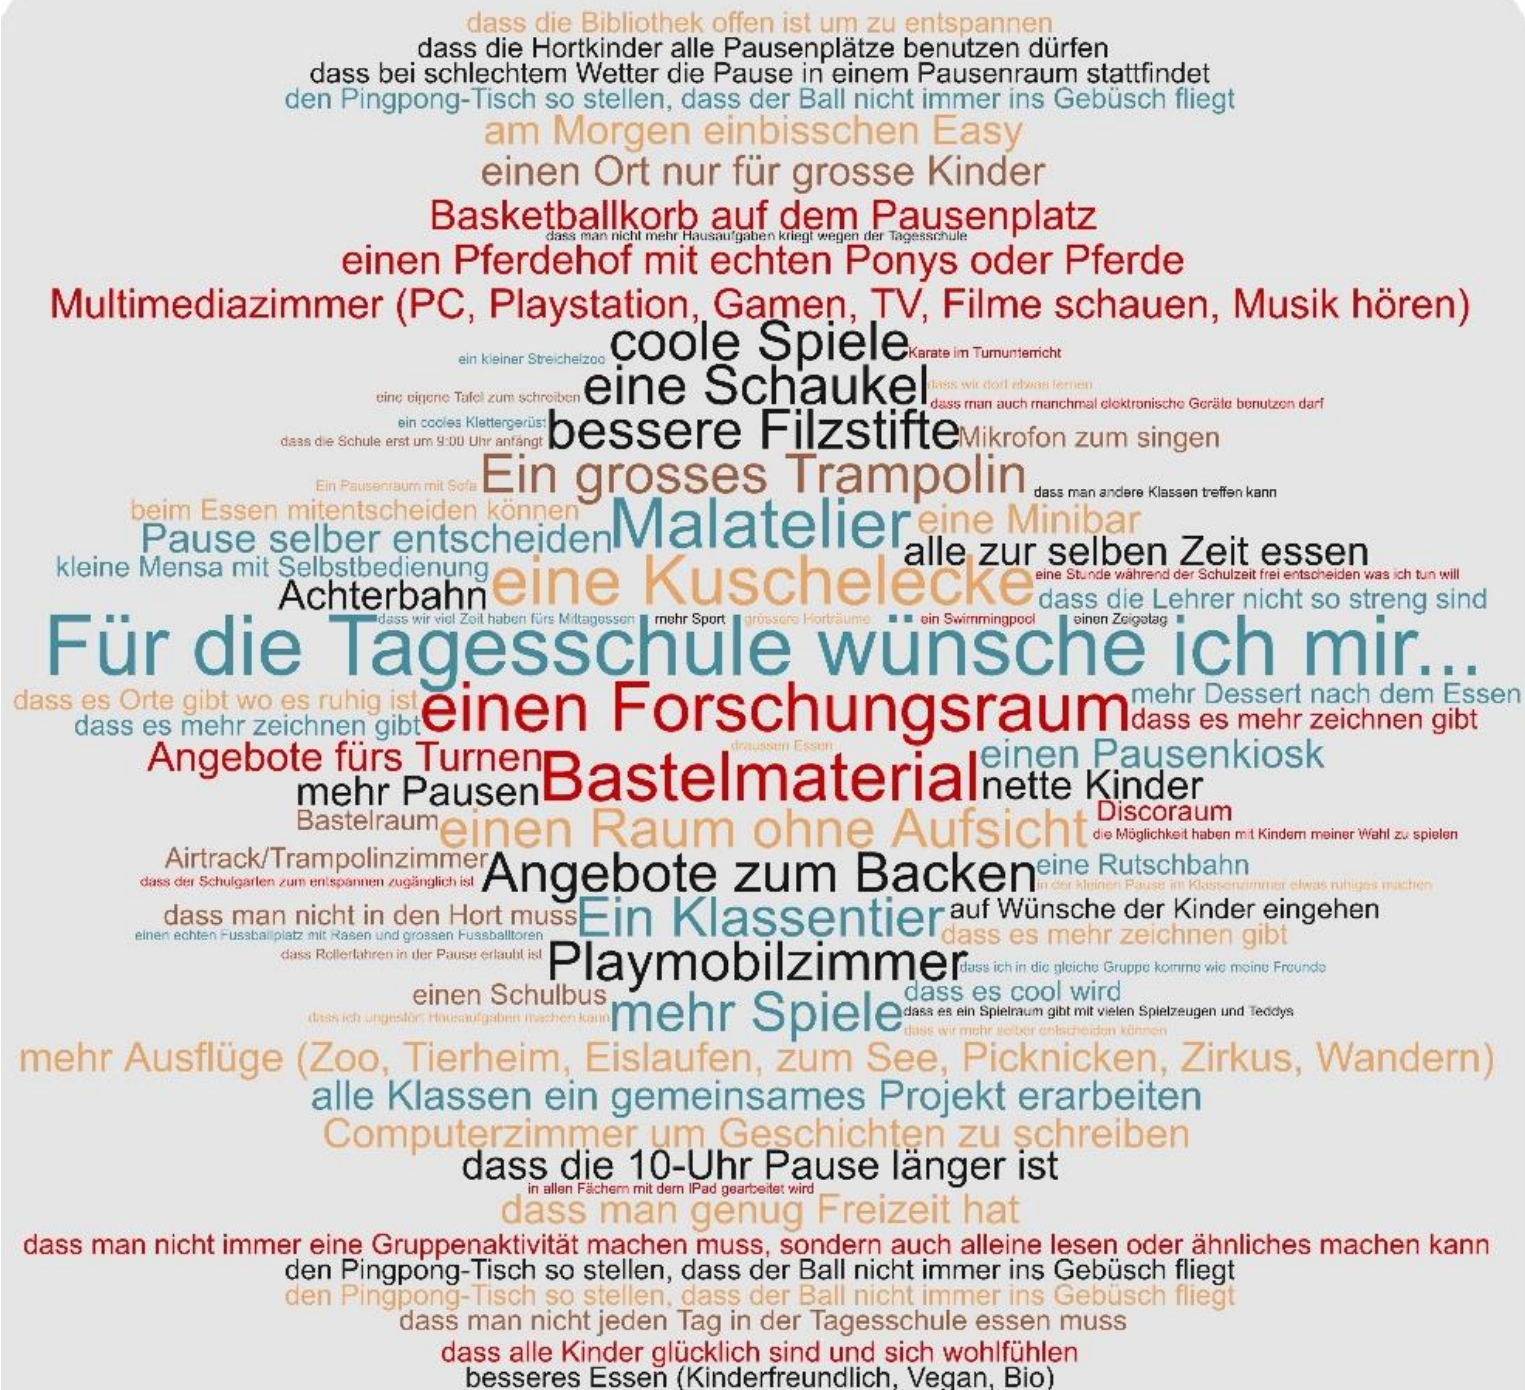 dass die Bibliothek offen ist um zu entspannen
dass die Hortkinder alle Pausenplätze benutzen dürfen
dass bei schlechtem Wetter die Pause in einem Pausenraum stattfindet
den Pingpong-Tisch so stellen, dass der Ball nicht immer ins Gebüsch fliegt
am Morgen einbisschen Easy
einen Ort nur für grosse Kinder
Basketballkorb auf dem Pausenplatz
dass man nicht mehr Hausaufgaben kriegt wegen der Tagesschule
einen Pferdehof mit echten Ponys oder Pferde
Multimediazimmer (PC, Playstation, Gamen, TV, Filme schauen, Musik hören)
ein kleiner Streichelzoo
coole Spiele
Karate im Turnunterricht
eine eigene Tafel zum schreiben
eine Schaukel
dass wir dort etwas lernen
dass man auch manchmal elektronische Geräte benutzen darf
ein cooles Klettergerüst
dass die Schule erst um 9:00 Uhr anfängt
bessere Filzstifte
Mikrofon zum singen
Ein Pausenraum mit Sofa
Ein grosses Trampolin
dass man andere Klassen treffen kann
beim Essen mitentscheiden können
Pause selber entscheiden
Malatelier
eine Minibar
alle zur selben Zeit essen
kleine Mensa mit Selbstbedienung
Achterbahn
eine Kuschelecke
eine Stunde während der Schulzeit frei entscheiden was ich tun will
dass die Lehrer nicht so streng sind
dass wir viel Zeit haben fürs Mittagessen
mehr Sport
grössere Horträume
ein Swimmingpool
einen Zeigetag
Für die Tagesschule wünsche ich mir...
dass es Orte gibt wo es ruhig ist
dass es mehr zeichnen gibt
einen Forschungsraum
mehr Dessert nach dem Essen
dass es mehr zeichnen gibt
Angebote fürs Turnen
mehr Pausen
draussen Essen
Bastelmaterial
einen Pausenkiosk
nette Kinder
Bastelraum
einen Raum ohne Aufsicht
Discoraum
die Möglichkeit haben mit Kindern meiner Wahl zu spielen
Airtrack/Trampolinzimmer
dass der Schulgarten zum entspannen zugänglich ist
Angebote zum Backen
eine Rutschbahn
in der kleinen Pause im Klassenzimmer etwas ruhiges machen
dass man nicht in den Hort muss
einen echten Fussballplatz mit Rasen und grossen Fussballtoren
Ein Klassentier
auf Wünsche der Kinder eingehen
dass es mehr zeichnen gibt
dass Rollerfahren in der Pause erlaubt ist
Playmobilzimmer
dass ich in die gleiche Gruppe komme wie meine Freunde
einen Schulbus
dass ich ungestört Hausaufgaben machen kann
mehr Spiele
dass es cool wird
dass es ein Spielraum gibt mit vielen Spielzeugen und Teddys
dass wir mehr selber entscheiden können
mehr Ausflüge (Zoo, Tierheim, Eislaufen, zum See, Picknicken, Zirkus, Wandern)
alle Klassen ein gemeinsames Projekt erarbeiten
Computerzimmer um Geschichten zu schreiben
dass die 10-Uhr Pause länger ist
in allen Fächern mit dem IPad gearbeitet wird
dass man genug Freizeit hat
dass man nicht immer eine Gruppenaktivität machen muss, sondern auch alleine lesen oder ähnliches machen kann
den Pingpong-Tisch so stellen, dass der Ball nicht immer ins Gebüsch fliegt
den Pingpong-Tisch so stellen, dass der Ball nicht immer ins Gebüsch fliegt
dass man nicht jeden Tag in der Tagesschule essen muss
dass alle Kinder glücklich sind und sich wohlfühlen
besseres Essen (Kinderfreundlich, Vegan, Bio)